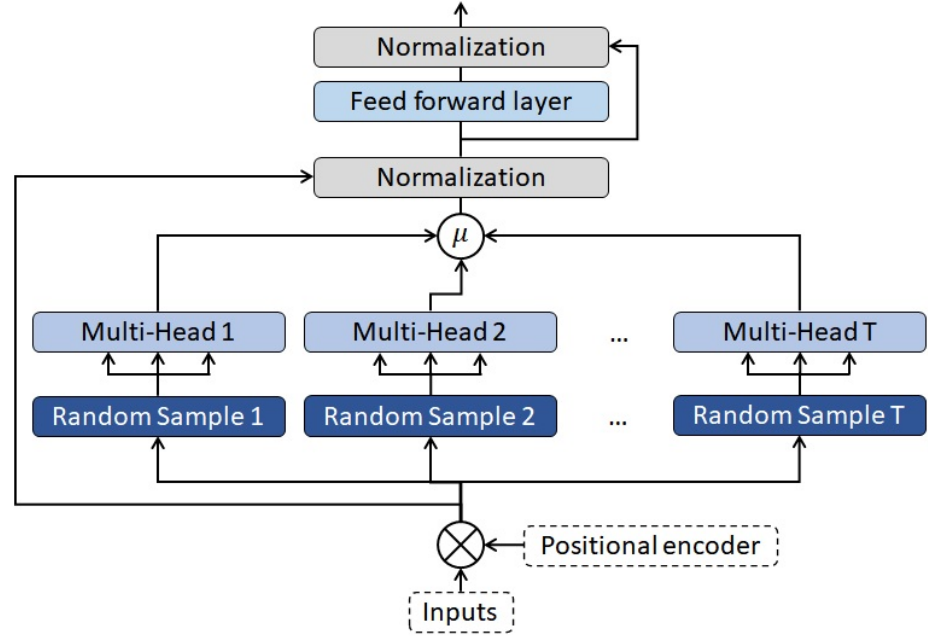 Normalization
Feed forward layer
Normalization
μ
Multi-Head 1
Multi-Head 2
...
Multi-Head T
Random Sample 1
Random Sample 2
...
Random Sample T
Positional encoder
Inputs